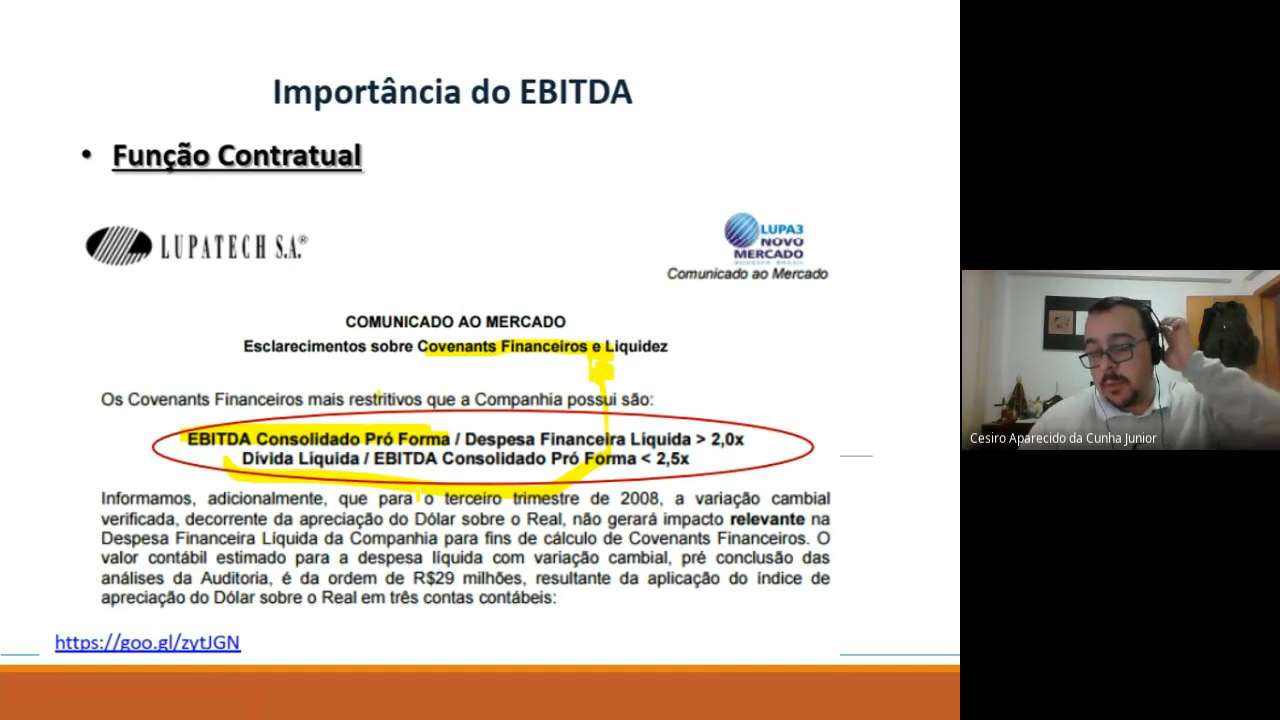 Importância do EBITDA
• Função Contratual
LUPATECH S.A.®
LUPA3
NOVO
MERCADO
BOVESPA BRASIL
Comunicado ao Mercado
COMUNICADO AO MERCADO
Esclarecimentos sobre Covenants Financeiros e Liquidez
Os Covenants Financeiros mais restritivos que a Companhia possui são:
EBITDA Consolidado Pró Forma / Despesa Financeira Líquida > 2,0x
Dívida Líquida / EBITDA Consolidado Pró Forma < 2,5x
Informamos, adicionalmente, que para o terceiro trimestre de 2008, a variação cambial
verificada, decorrente da apreciação do Dólar sobre o Real, não gerará impacto relevante na
Despesa Financeira Líquida da Companhia para fins de cálculo de Covenants Financeiros. O
valor contábil estimado para a despesa líquida com variação cambial, pré conclusão das
análises da Auditoria, é da ordem de R$29 milhões, resultante da aplicação do índice de
apreciação do Dólar sobre o Real em três contas contábeis:
https://goo.gl/zytJGN
Cesiro Aparecido da Cunha Junior